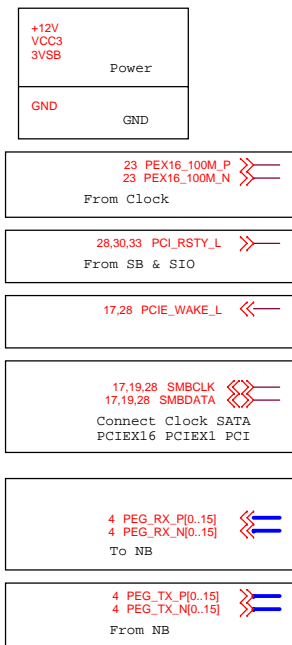 +12V
VCC3
3VSB
Power
GND
GND
23 PEX16_100M_P
23 PEX16_100M_N
From Clock
28,30,33 PCI_RSTY_L
From SB & SIO
17,28 PCIE_WAKE_L
17,19,28 SMBCLK
17,19,28 SMBDATA
Connect Clock SATA
PCIEX16 PCIEX1 PCI
4 PEG_RX_P[0..15]
4 PEG_RX_N[0..15]
To NB
4 PEG_TX_P[0..15]
4 PEG_TX_N[0..15]
From NB